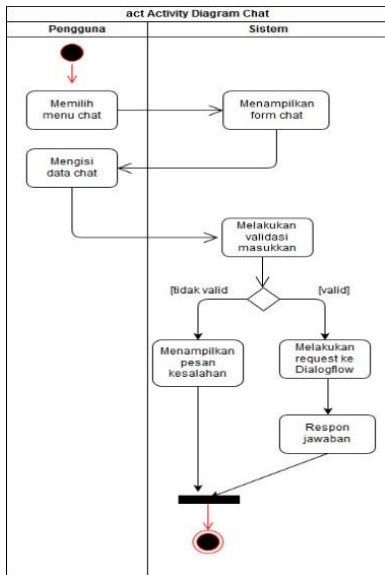 act Activity Diagram Chat
Pengguna
Sistem
Memilih
menu chat
Menampilkan
form chat
Mengisi
data chat
Melakukan
validasi
masukkan
[tidak valid
[valid]
Menampilkan
pesan
kesalahan
Melakukan
request ke
Dialogflow
Respon
jawaban